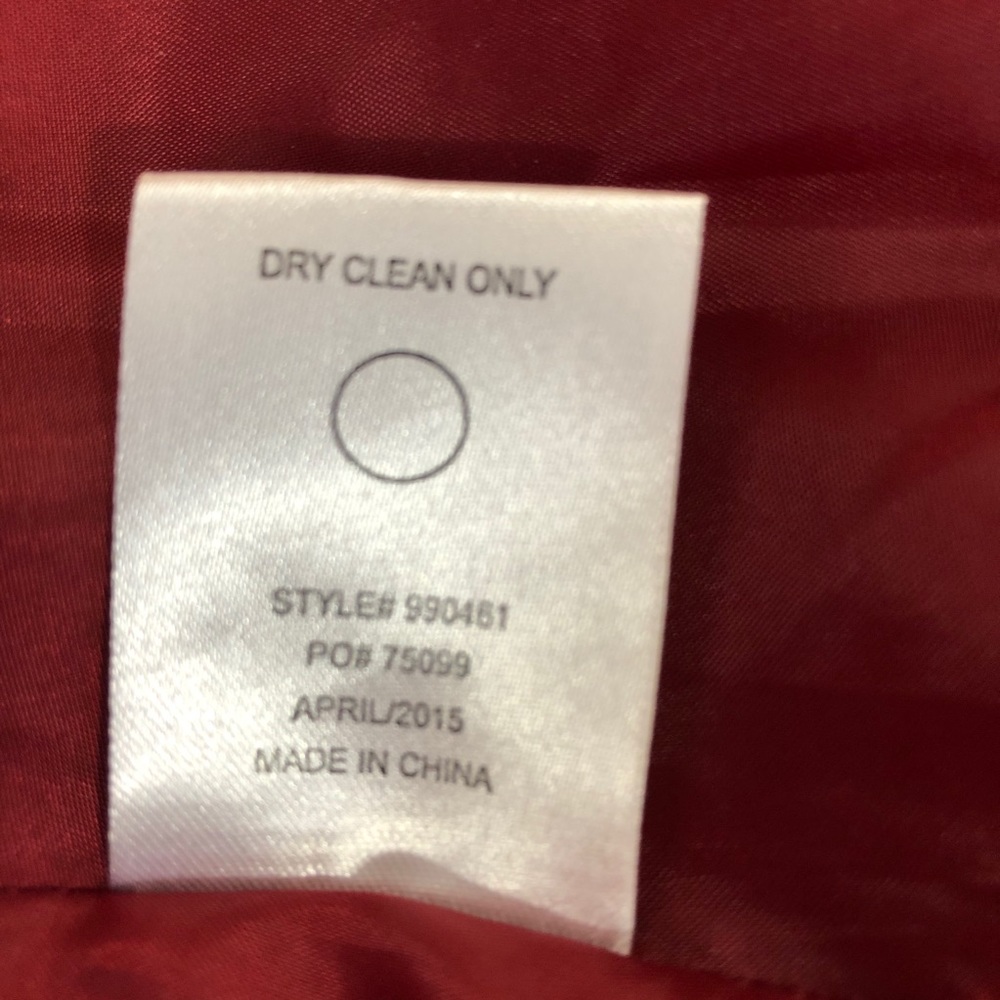 DRY CLEAN ONLY
STYLE# 990461
PO# 75099
APRIL/2015
MADE IN CHINA